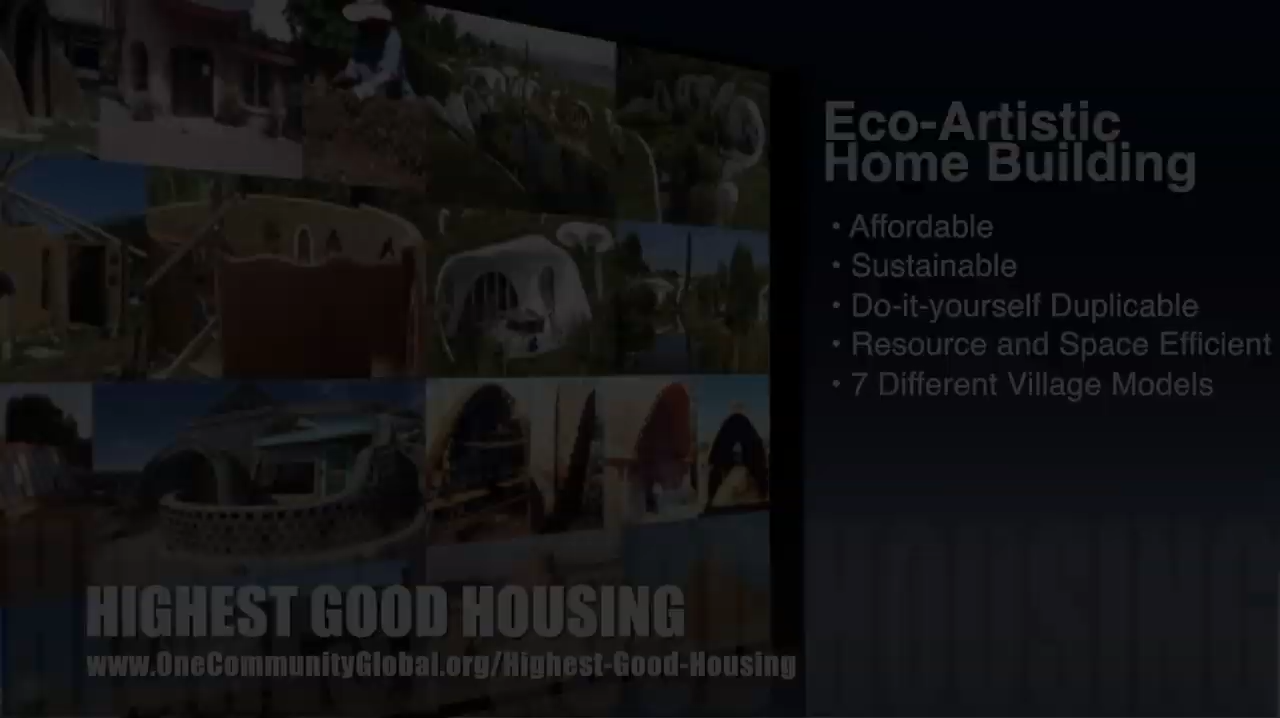 Eco-Artistic
Home Building
• Affordable
• Sustainable
• Do-it-yourself Duplicable
• Resource and Space Efficient
• 7 Different Village Models
HIGHEST GOOD HOUSING
www.OneCommunityGlobal.org/Highest-Good-Housing
HOUSING